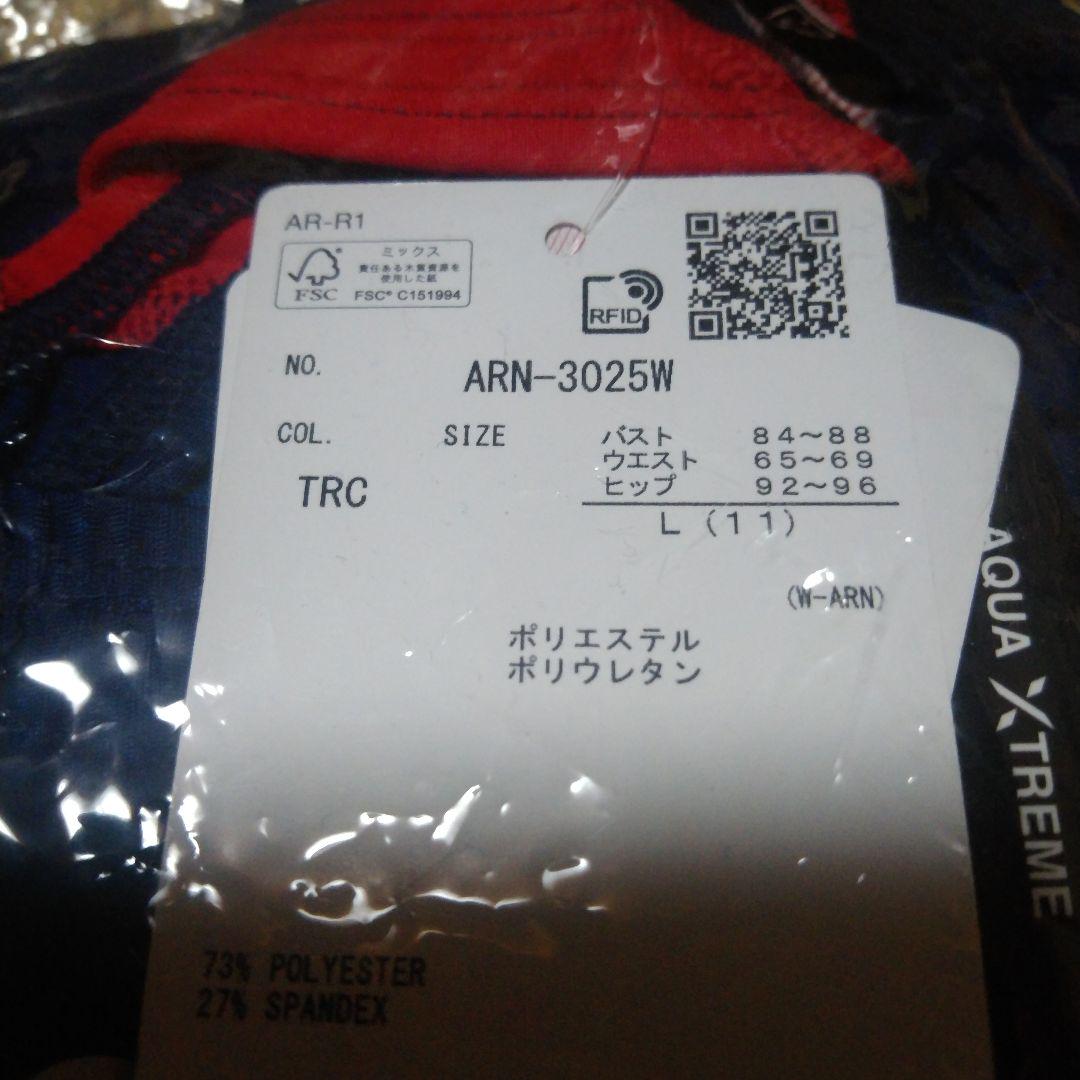 AR-R1
ミックス
責任ある木質資源を
使用した紙
FSC
FSC® C151994
RFID
NO.
ARN-3025W
COL.
SIZE
バスト 84～88
ウエスト 65～69
ヒップ 92～96
TRC
L(11)
(W-ARN)
ポリエステル
ポリウレタン
73% POLYESTER
27% SPANDEX
AQUA XTREME